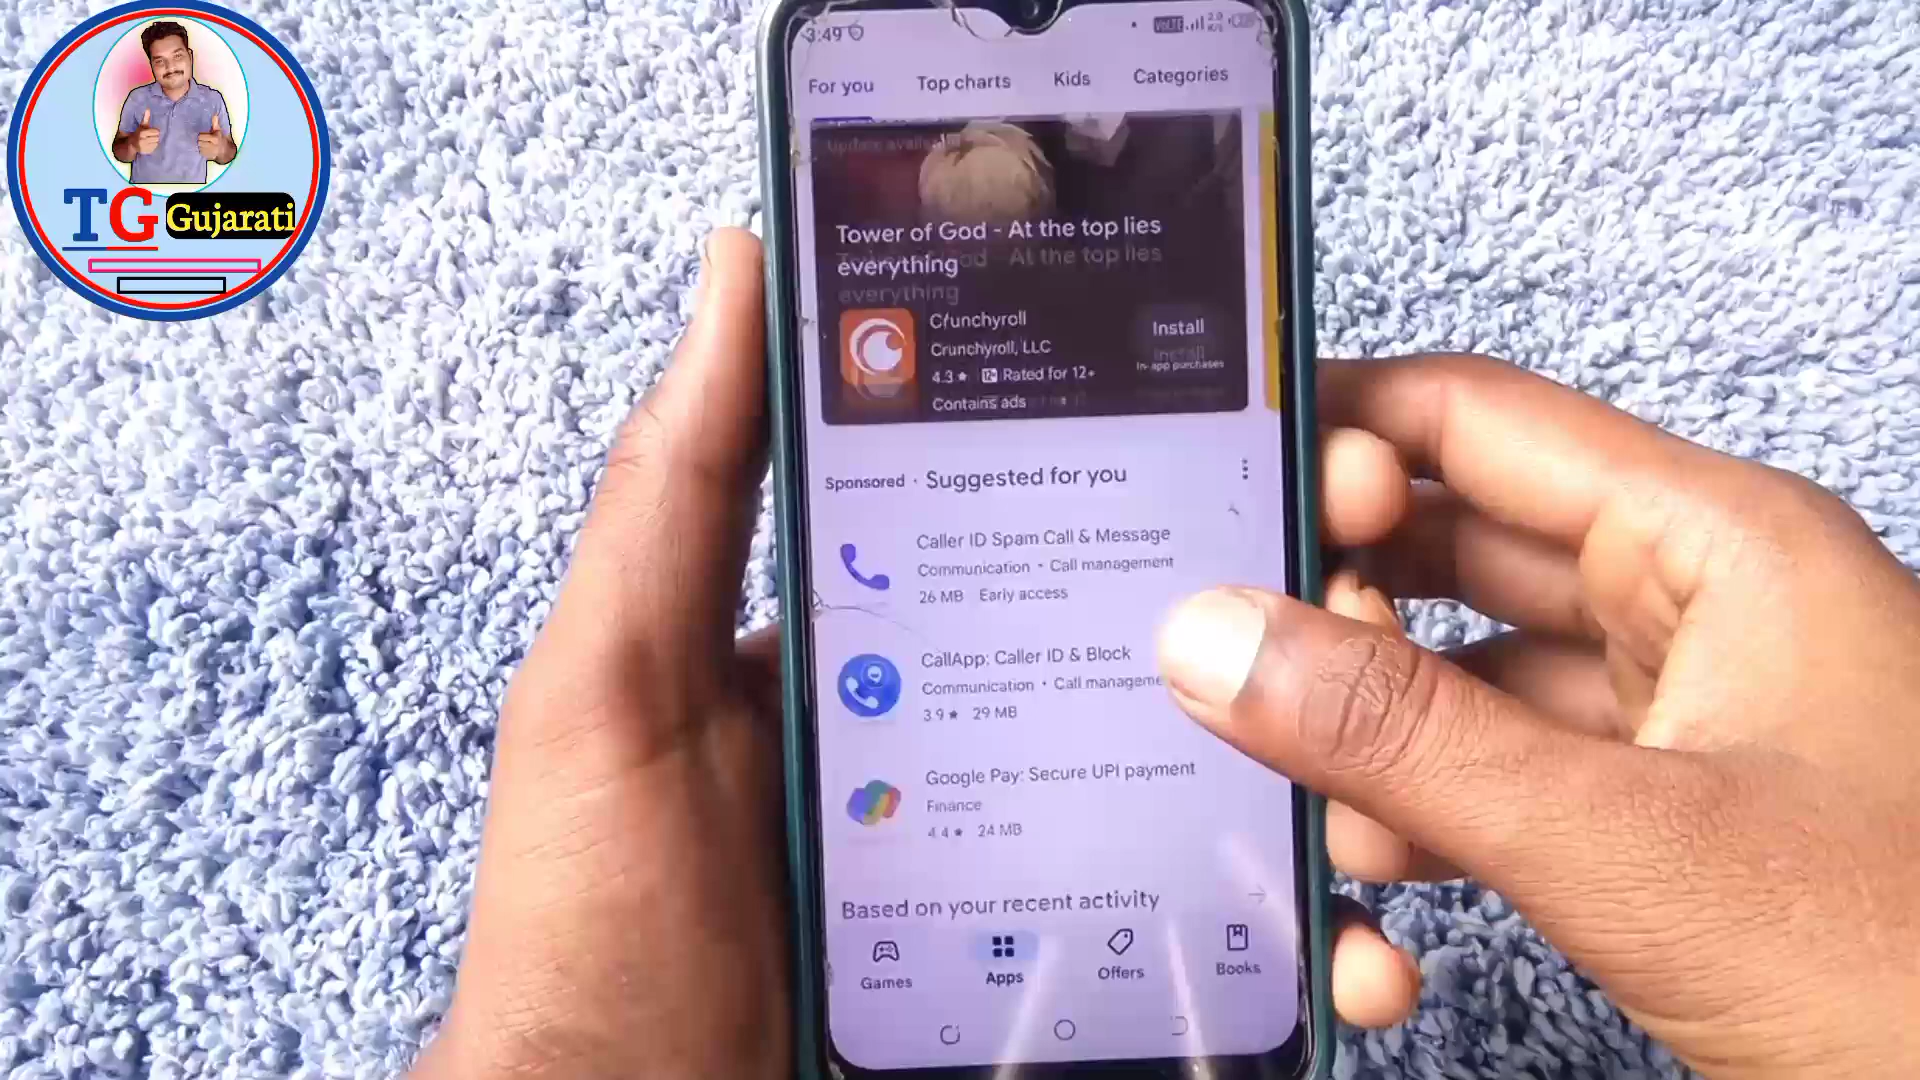 TG Gujarati
3:49
For you Top charts Kids Categories
Update available
Tower of God - At the top lies
everything
Crunchyroll
Crunchyroll, LLC
Install
In-app purchases
4.3★ 12+ Rated for 12+
Contains ads
Sponsored · Suggested for you
Caller ID Spam Call & Message
Communication • Call management
26 MB Early access
CallApp: Caller ID & Block
Communication • Call manageme
3.9★ 29 MB
Google Pay: Secure UPI payment
Finance
4.4★ 24 MB
Based on your recent activity
Games Apps Offers Books